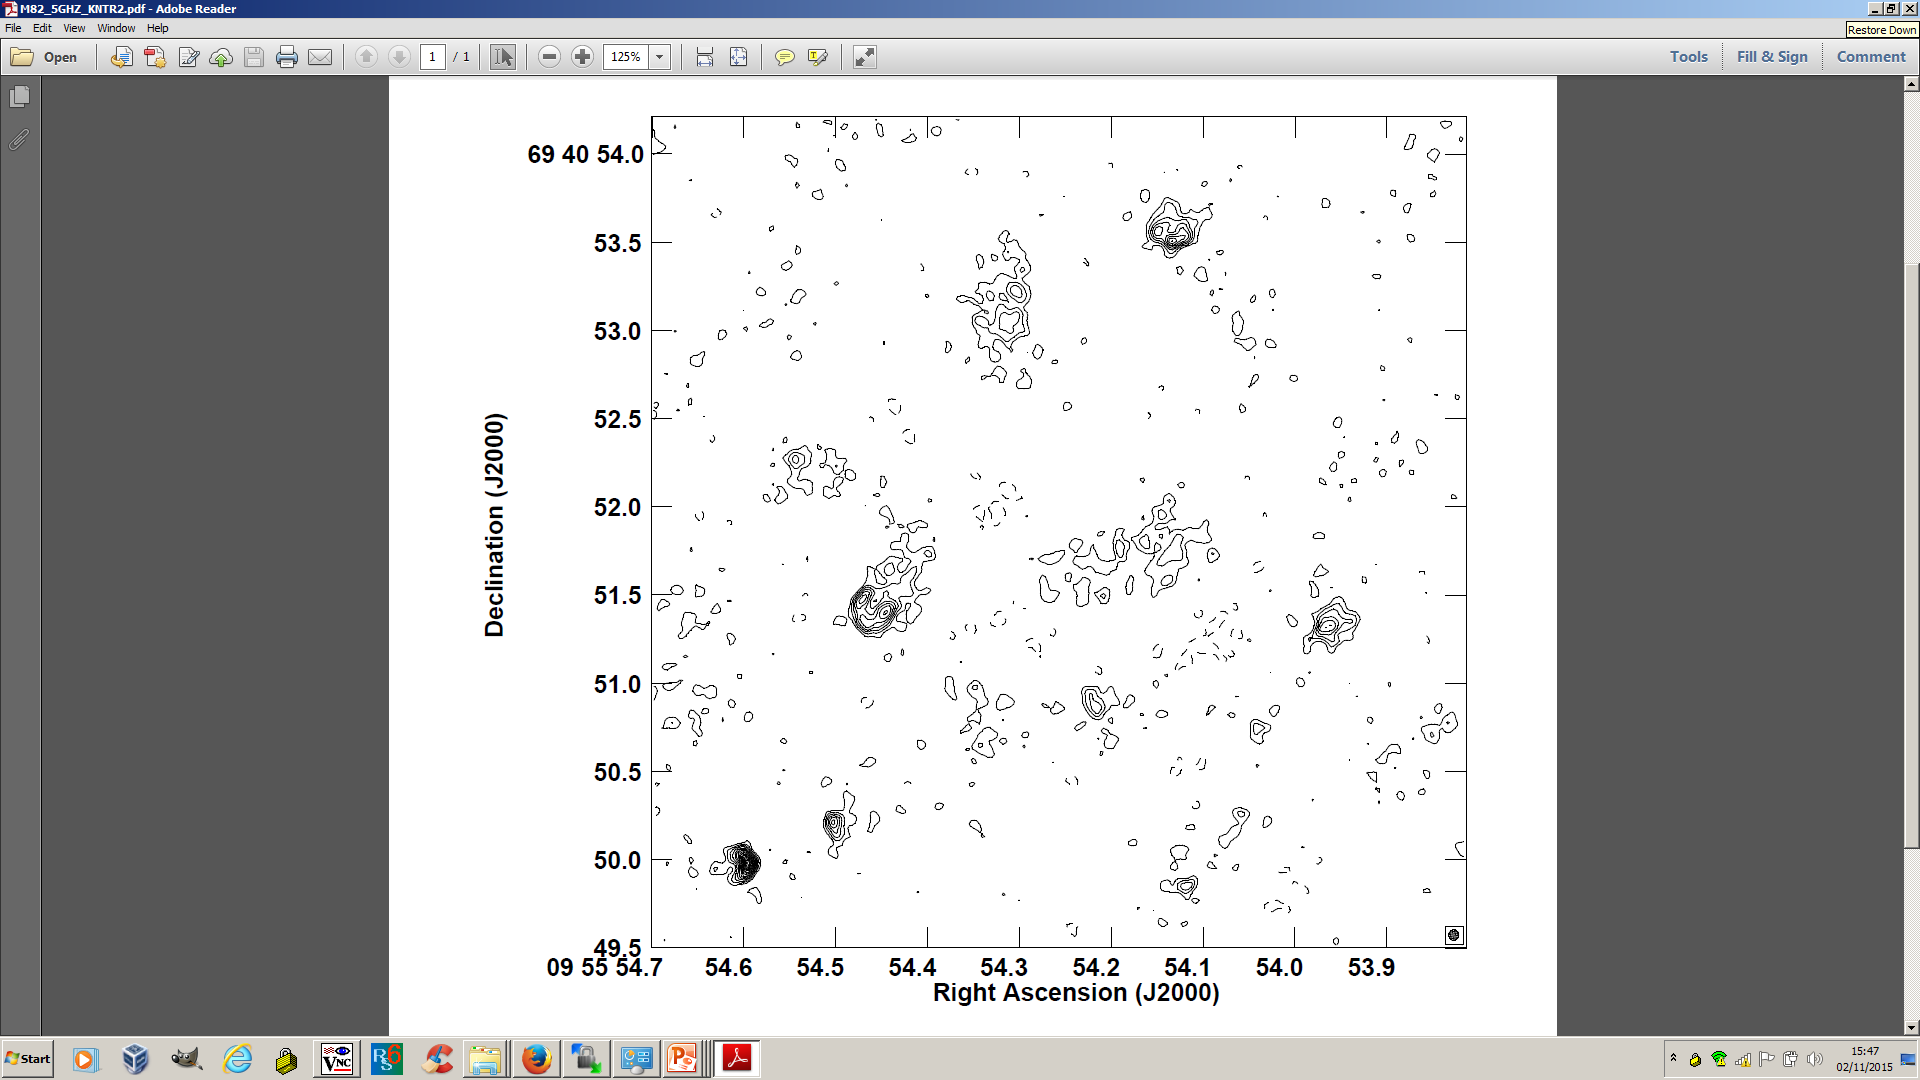 M82_5GHZ_KNTR2.pdf - Adobe Reader
File Edit View Window Help
Restore Down
Open
1 / 1
125%
Tools Fill & Sign Comment
69 40 54.0
53.5
53.0
52.5
52.0
51.5
51.0
50.5
50.0
49.5
Declination (J2000)
09 55 54.7 54.6 54.5 54.4 54.3 54.2 54.1 54.0 53.9
Right Ascension (J2000)
Start
VNC
RS6
15:47
02/11/2015